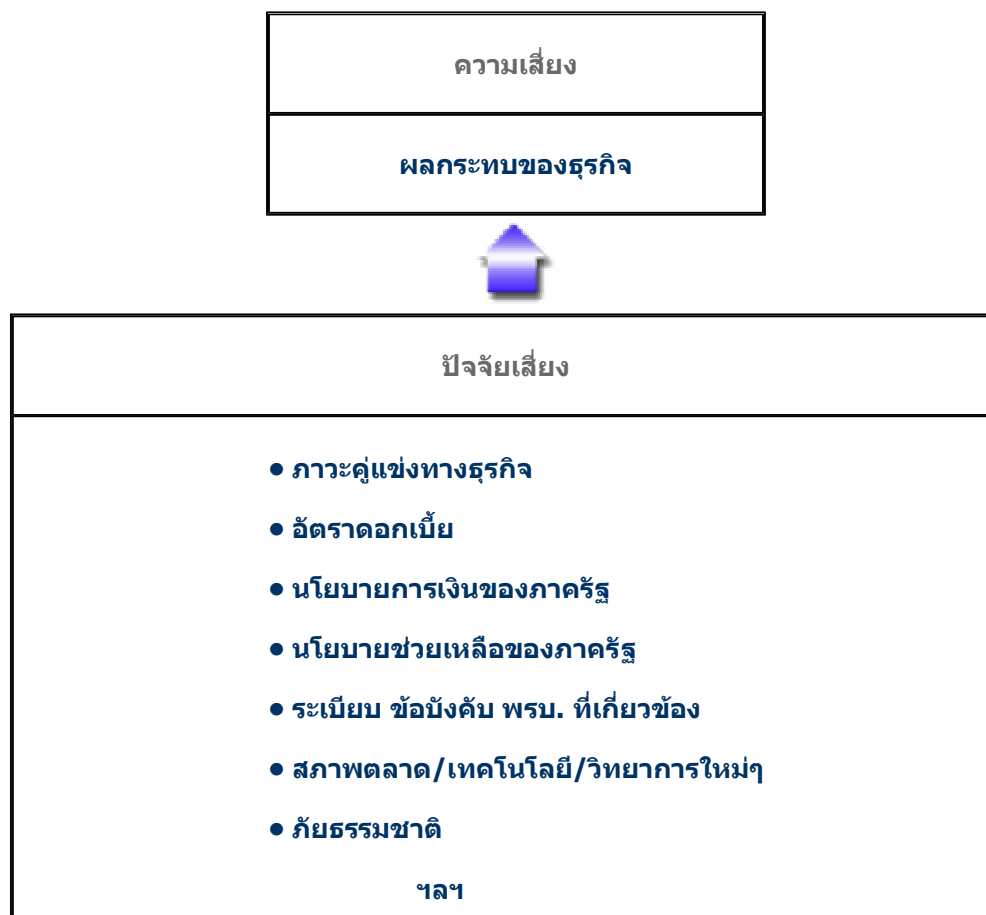 ความเสี่ยง
ผลกระทบของธุรกิจ
ปัจจัยเสี่ยง
● ภาวะคู่แข่งทางธุรกิจ
● อัตราดอกเบี้ย
● นโยบายการเงินของภาครัฐ
● นโยบายช่วยเหลือของภาครัฐ
● ระเบียบ ข้อบังคับ พรบ. ที่เกี่ยวข้อง
● สภาพตลาด/เทคโนโลยี/วิทยาการใหม่ๆ
● ภัยธรรมชาติ
ฯลฯ